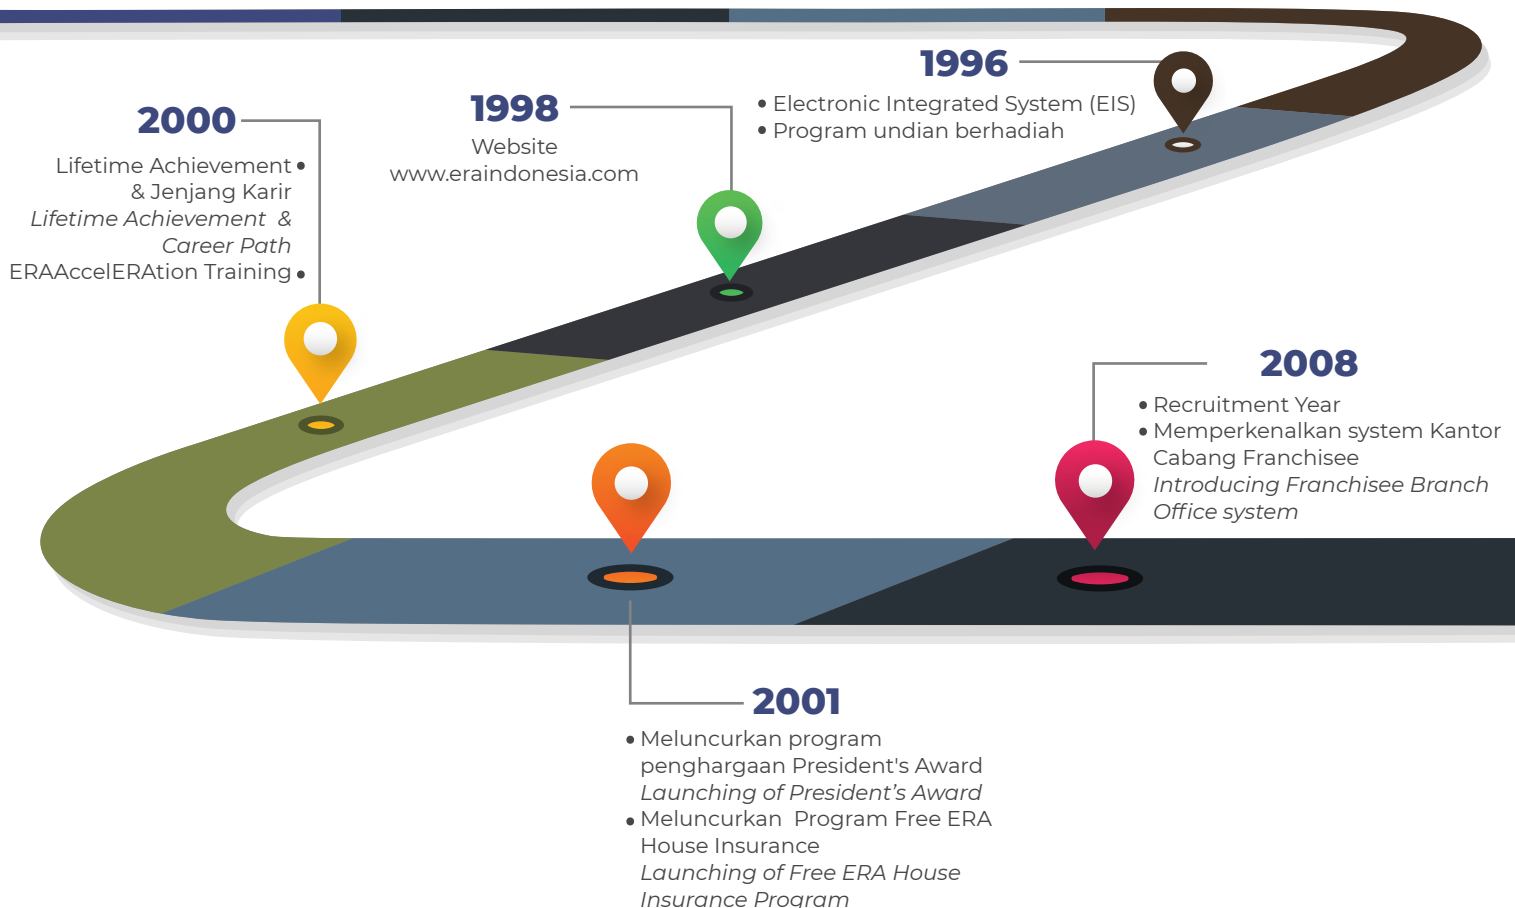 1996
• Electronic Integrated System (EIS)
• Program undian berhadiah
1998
Website
www.eraindonesia.com
2000
Lifetime Achievement •
& Jenjang Karir
Lifetime Achievement &
Career Path
ERAAccelERAtion Training •
2001
• Meluncurkan program
penghargaan President's Award
Launching of President’s Award
• Meluncurkan Program Free ERA
House Insurance
Launching of Free ERA House
Insurance Program
2008
• Recruitment Year
• Memperkenalkan system Kantor
Cabang Franchisee
Introducing Franchisee Branch
Office system